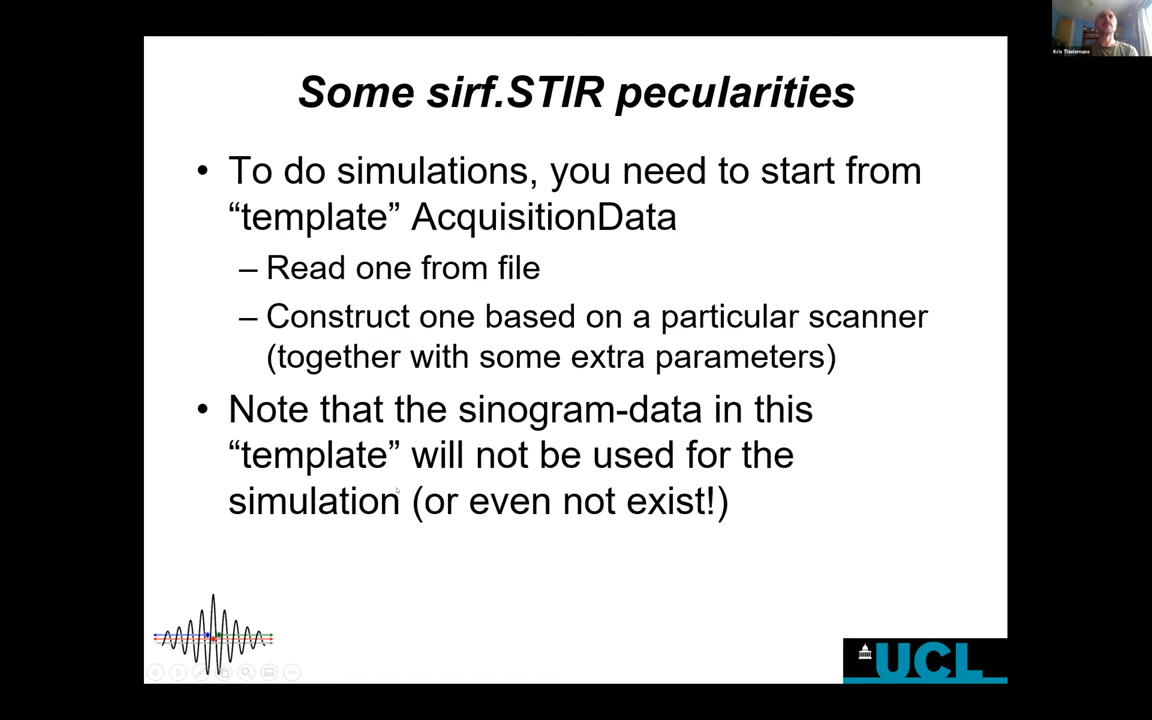 Kris Thielemans
Some sirf.STIR pecularities
• To do simulations, you need to start from
“template” AcquisitionData
– Read one from file
– Construct one based on a particular scanner
(together with some extra parameters)
• Note that the sinogram-data in this
“template” will not be used for the
simulation (or even not exist!)
UCL